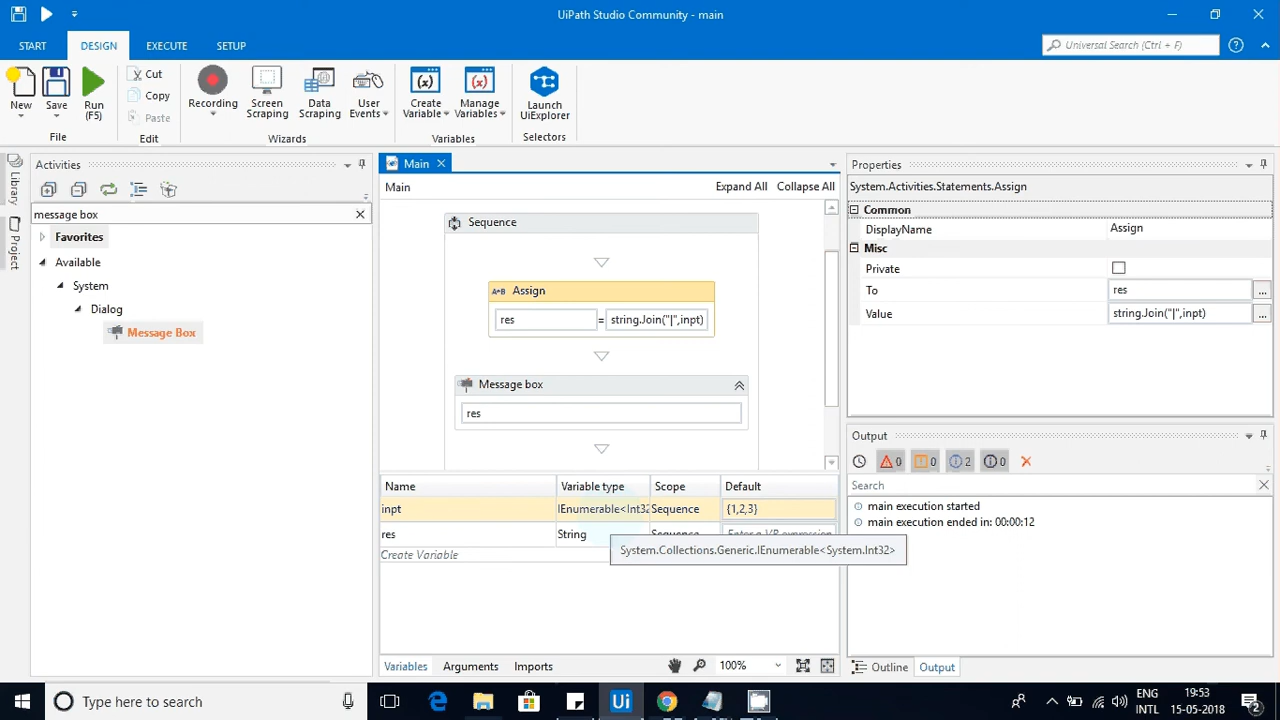 UiPath Studio Community - main
START DESIGN EXECUTE SETUP
Universal Search (Ctrl + F)
New Save Run (F5)
Cut
Copy
Paste
Recording Screen Scraping Data Scraping User Events
Create Variable Manage Variables
Launch UiExplorer
File Edit Wizards Variables Selectors
Library
Project
Activities
message box
Favorites
Available
System
Dialog
Message Box
Main
Main Expand All Collapse All
Sequence
A+B Assign
res = string.Join("|",inpt)
Message box
res
Name Variable type Scope Default
inpt IEnumerable<Int32 Sequence {1,2,3}
res String Sequence Enter a VB expression
Create Variable
System.Collections.Generic.IEnumerable<System.Int32>
Variables Arguments Imports 100%
Properties
System.Activities.Statements.Assign
Common
DisplayName Assign
Misc
Private
To res ...
Value string.Join("|",inpt) ...
Output
0 0 2 0
Search
main execution started
main execution ended in: 00:00:12
Outline Output
Type here to search
Ui
ENG
INTL
19:53
15-05-2018
2